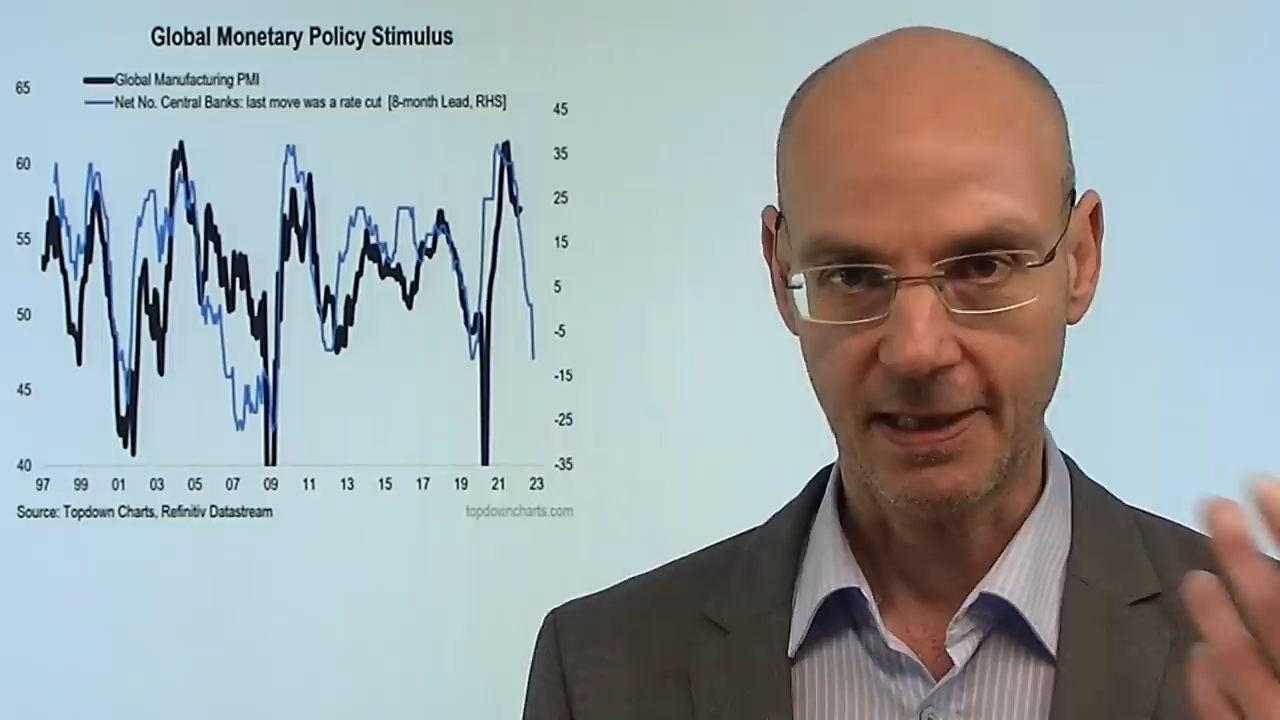 Global Monetary Policy Stimulus
Global Manufacturing PMI
Net No. Central Banks: last move was a rate cut [8-month Lead, RHS]
65
60
55
50
45
40
45
35
25
15
5
-5
-15
-25
-35
97 99 01 03 05 07 09 11 13 15 17 19 21 23
Source: Topdown Charts, Refinitiv Datastream
topdowncharts.com